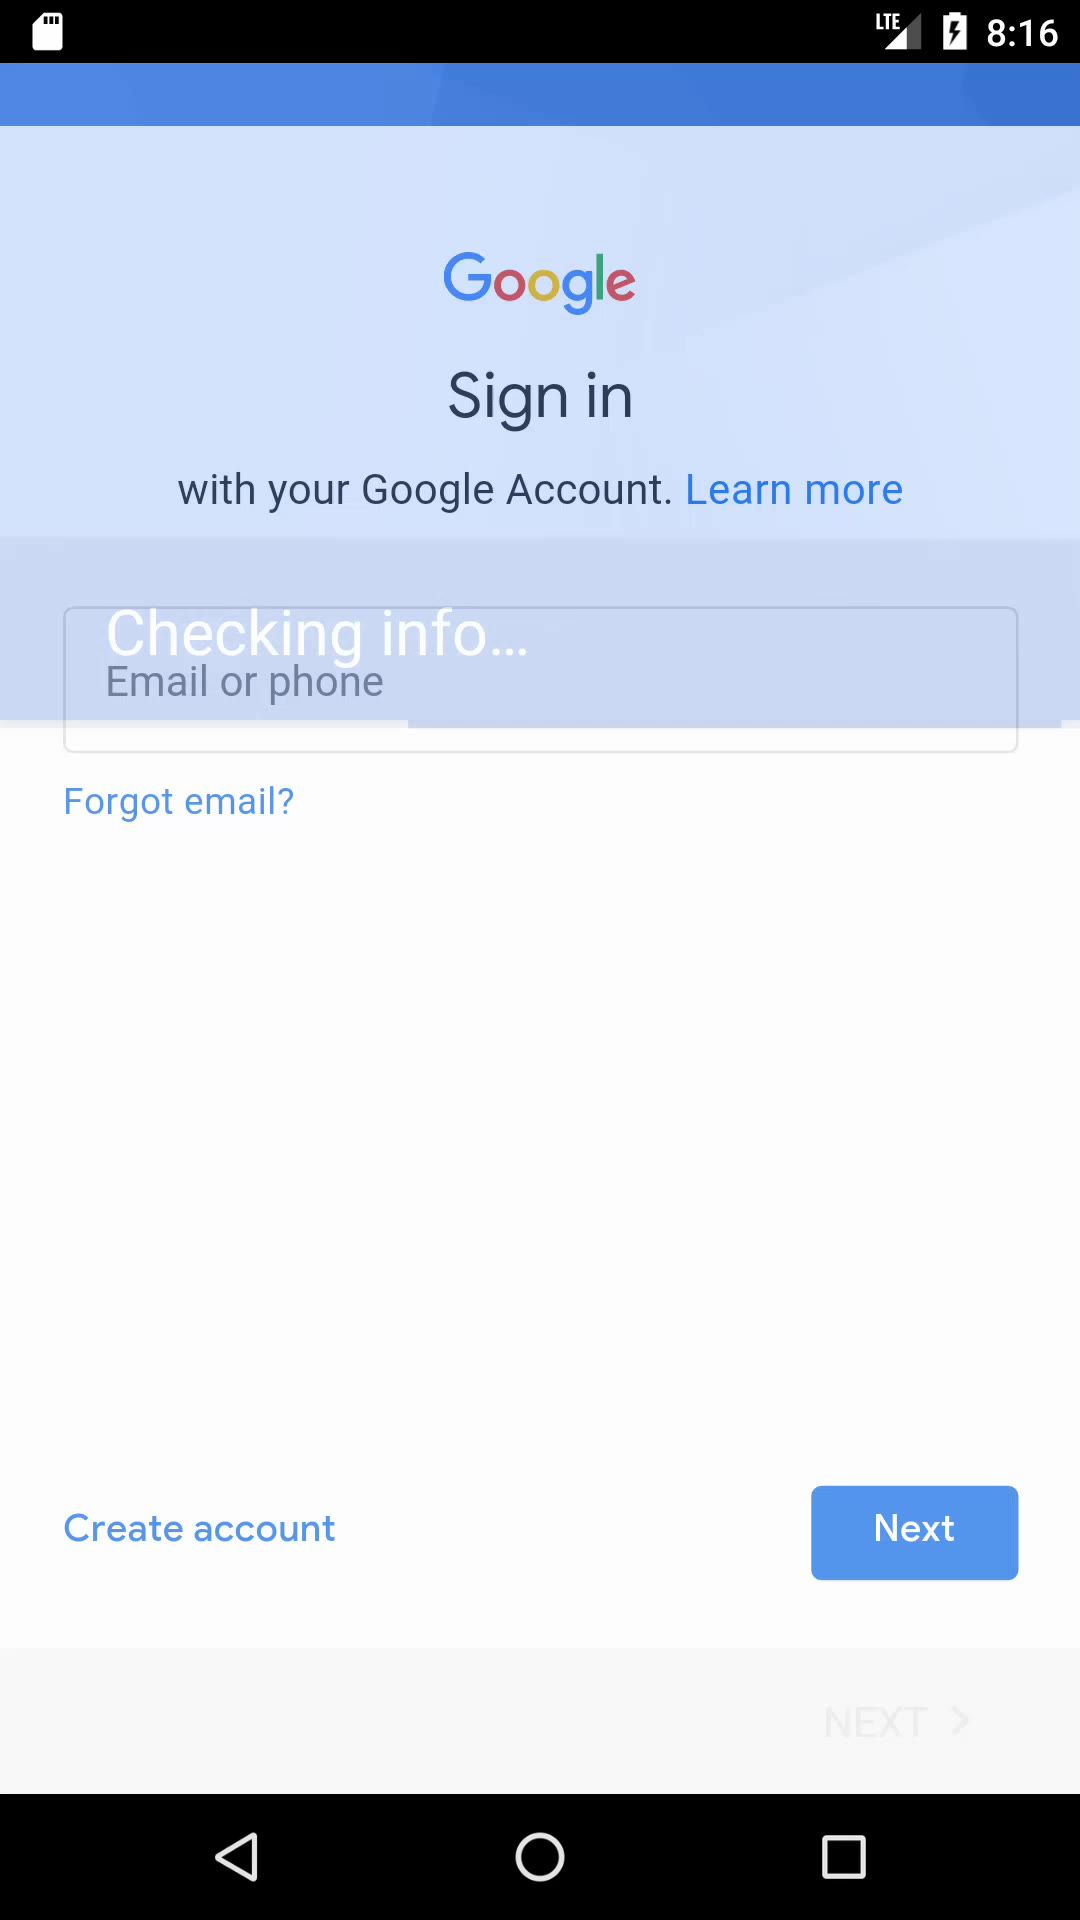 LTE 8:16
Google
Sign in
with your Google Account. Learn more
Checking info...
Email or phone
Forgot email?
Create account
Next
NEXT